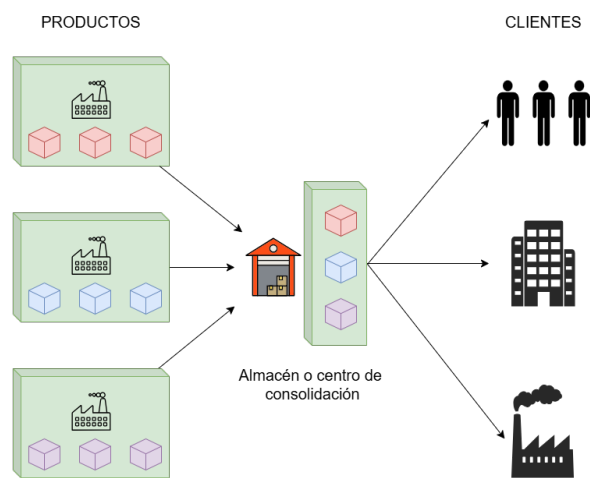 PRODUCTOS
CLIENTES
Almacén o centro de
consolidación